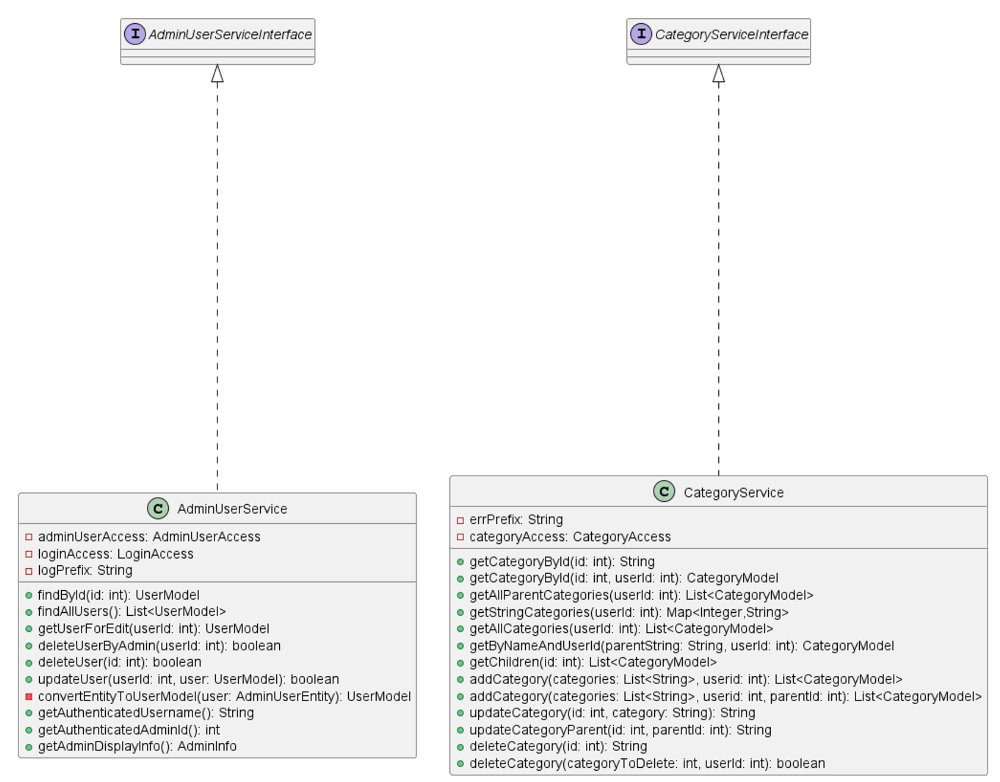 I AdminUserServiceInterface
I CategoryServiceInterface
C AdminUserService
adminUserAccess: AdminUserAccess
loginAccess: LoginAccess
logPrefix: String
findById(id: int): UserModel
findAllUsers(): List<UserModel>
getUserForEdit(userId: int): UserModel
deleteUserByAdmin(userId: int): boolean
deleteUser(id: int): boolean
updateUser(userId: int, user: UserModel): boolean
convertEntityToUserModel(user: AdminUserEntity): UserModel
getAuthenticatedUsername(): String
getAuthenticatedAdminId(): int
getAdminDisplayInfo(): AdminInfo
C CategoryService
errPrefix: String
categoryAccess: CategoryAccess
getCategoryById(id: int): String
getCategoryById(id: int, userId: int): CategoryModel
getAllParentCategories(userId: int): List<CategoryModel>
getStringCategories(userId: int): Map<Integer,String>
getAllCategories(userId: int): List<CategoryModel>
getByNameAndUserId(parentString: String, userId: int): CategoryModel
getChildren(id: int): List<CategoryModel>
addCategory(categories: List<String>, userid: int): List<CategoryModel>
addCategory(categories: List<String>, userid: int, parentId: int): List<CategoryModel>
updateCategory(id: int, category: String): String
updateCategoryParent(id: int, parentId: int): String
deleteCategory(id: int): String
deleteCategory(categoryToDelete: int, userId: int): boolean